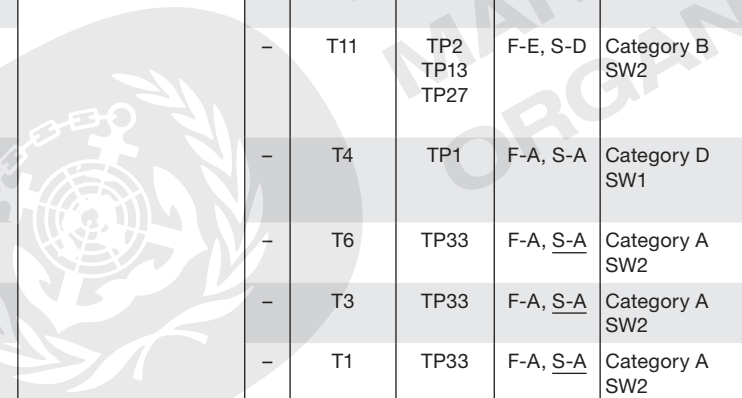 – T11 TP2 F-E, S-D Category B
TP13 SW2
TP27
– T4 TP1 F-A, S-A Category D
SW1
– T6 TP33 F-A, S-A Category A
SW2
– T3 TP33 F-A, S-A Category A
SW2
– T1 TP33 F-A, S-A Category A
SW2